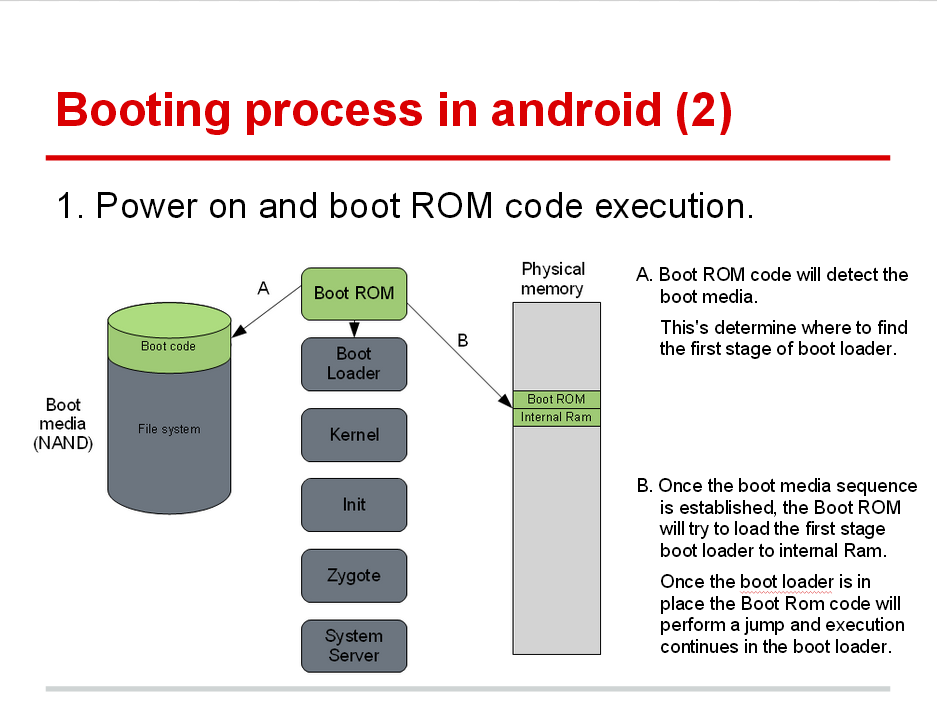 Booting process in android (2)
1. Power on and boot ROM code execution.
A
Boot ROM
Boot code
Boot
media
(NAND)
File system
Boot
Loader
Kernel
Init
Zygote
System
Server
B
Physical
memory
Boot ROM
Internal Ram
A. Boot ROM code will detect the
boot media.
This's determine where to find
the first stage of boot loader.
B. Once the boot media sequence
is established, the Boot ROM
will try to load the first stage
boot loader to internal Ram.
Once the boot loader is in
place the Boot Rom code will
perform a jump and execution
continues in the boot loader.